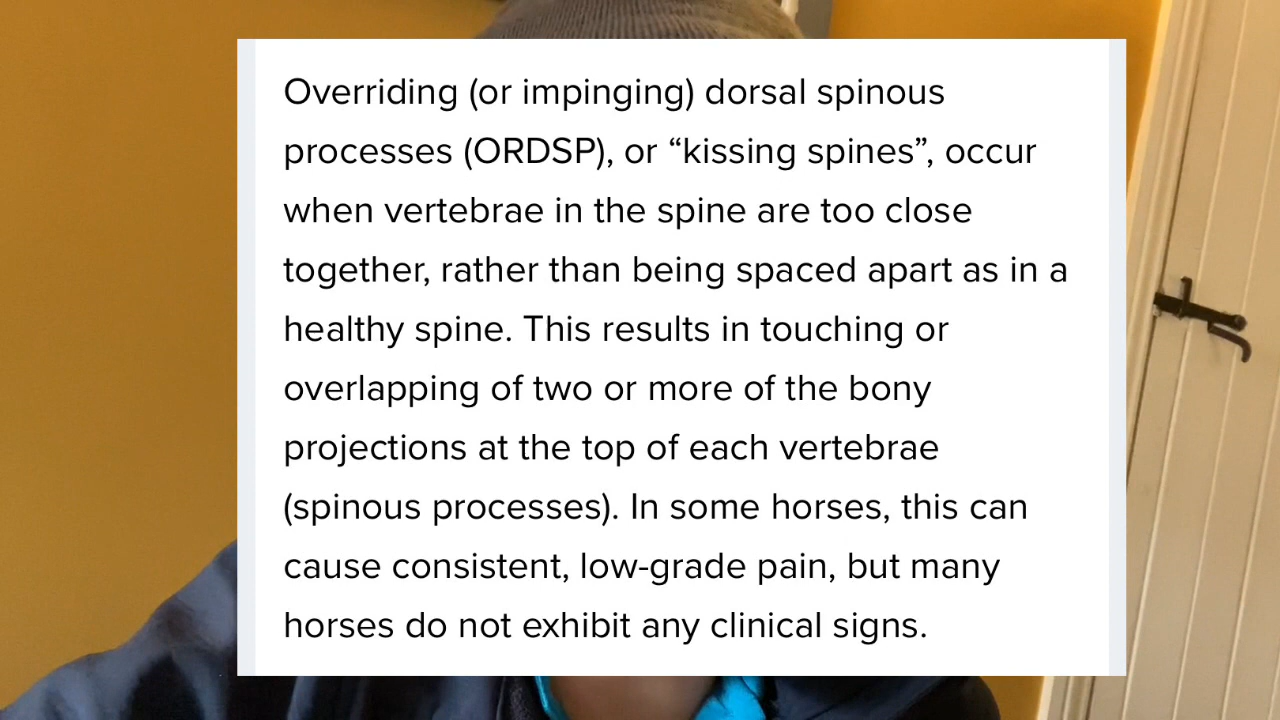 Overriding (or impinging) dorsal spinous
processes (ORDSP), or “kissing spines”, occur
when vertebrae in the spine are too close
together, rather than being spaced apart as in a
healthy spine. This results in touching or
overlapping of two or more of the bony
projections at the top of each vertebrae
(spinous processes). In some horses, this can
cause consistent, low-grade pain, but many
horses do not exhibit any clinical signs.